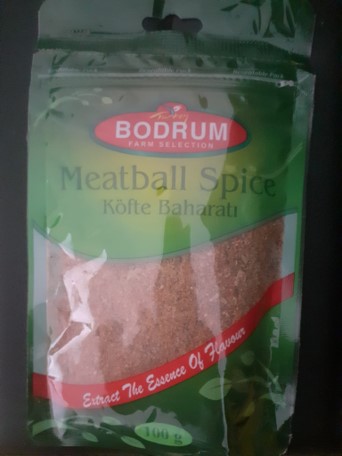 BODRUM
FARM SELECTION
Meatball Spice
Köfte Baharatı
Extract The Essence Of Flavour
100 g